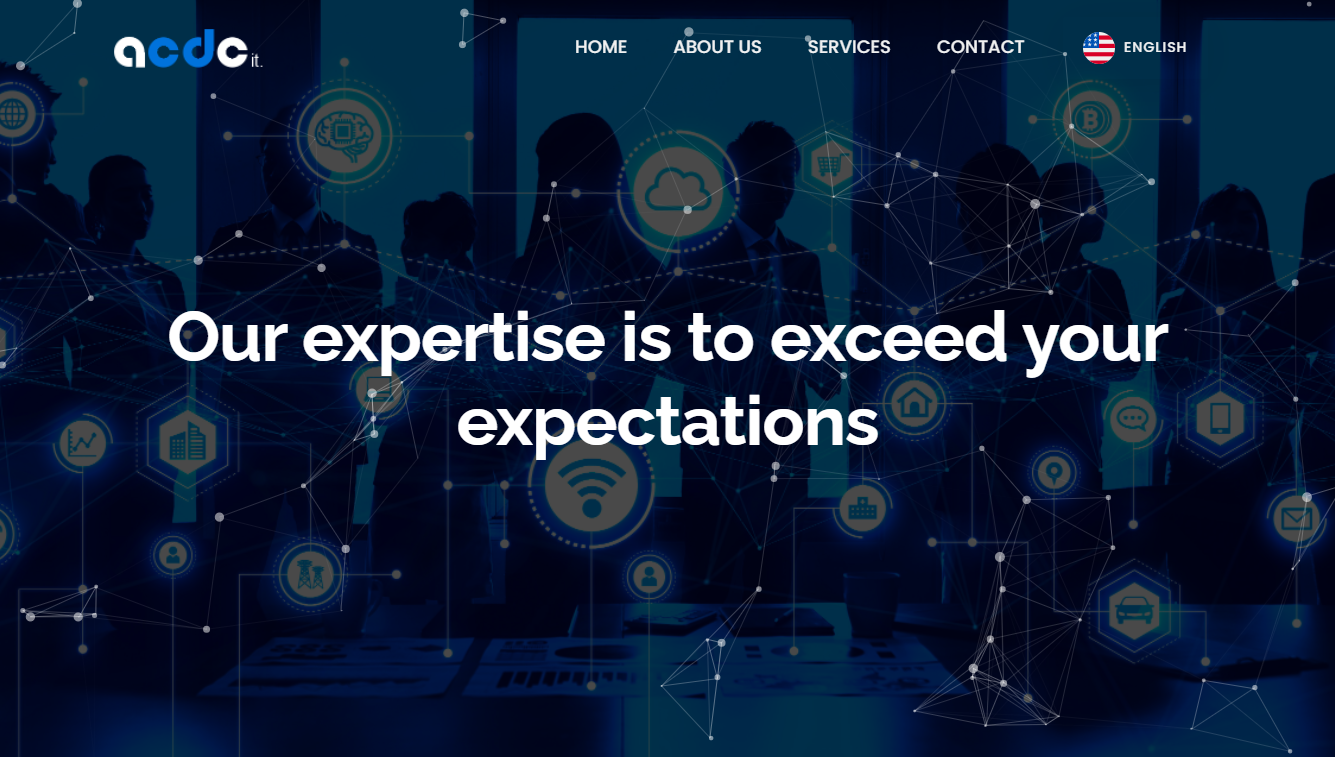 acdc it.
HOME ABOUT US SERVICES CONTACT ENGLISH
Our expertise is to exceed your
expectations